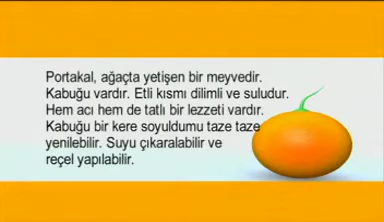 Portakal, ağaçta yetişen bir meyvedir.
Kabuğu vardır. Etli kısmı dilimli ve suludur.
Hem acı hem de tatlı bir lezzeti vardır.
Kabuğu bir kere soyuldumu taze taze
yenilebilir. Suyu çıkaralabilir ve
reçel yapılabilir.